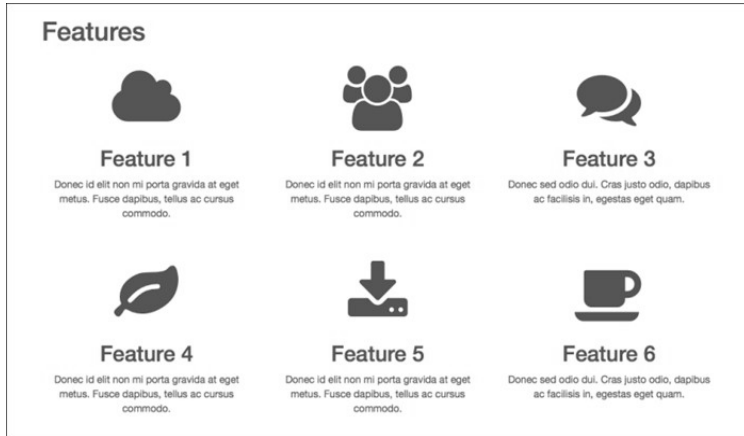 Features
Feature 1
Donec id elit non mi porta gravida at eget
metus. Fusce dapibus, tellus ac cursus
commodo.
Feature 2
Donec id elit non mi porta gravida at eget
metus. Fusce dapibus, tellus ac cursus
commodo.
Feature 3
Donec sed odio dui. Cras justo odio, dapibus
ac facilisis in, egestas eget quam.
Feature 4
Donec id elit non mi porta gravida at eget
metus. Fusce dapibus, tellus ac cursus
commodo.
Feature 5
Donec id elit non mi porta gravida at eget
metus. Fusce dapibus, tellus ac cursus
commodo.
Feature 6
Donec sed odio dui. Cras justo odio, dapibus
ac facilisis in, egestas eget quam.